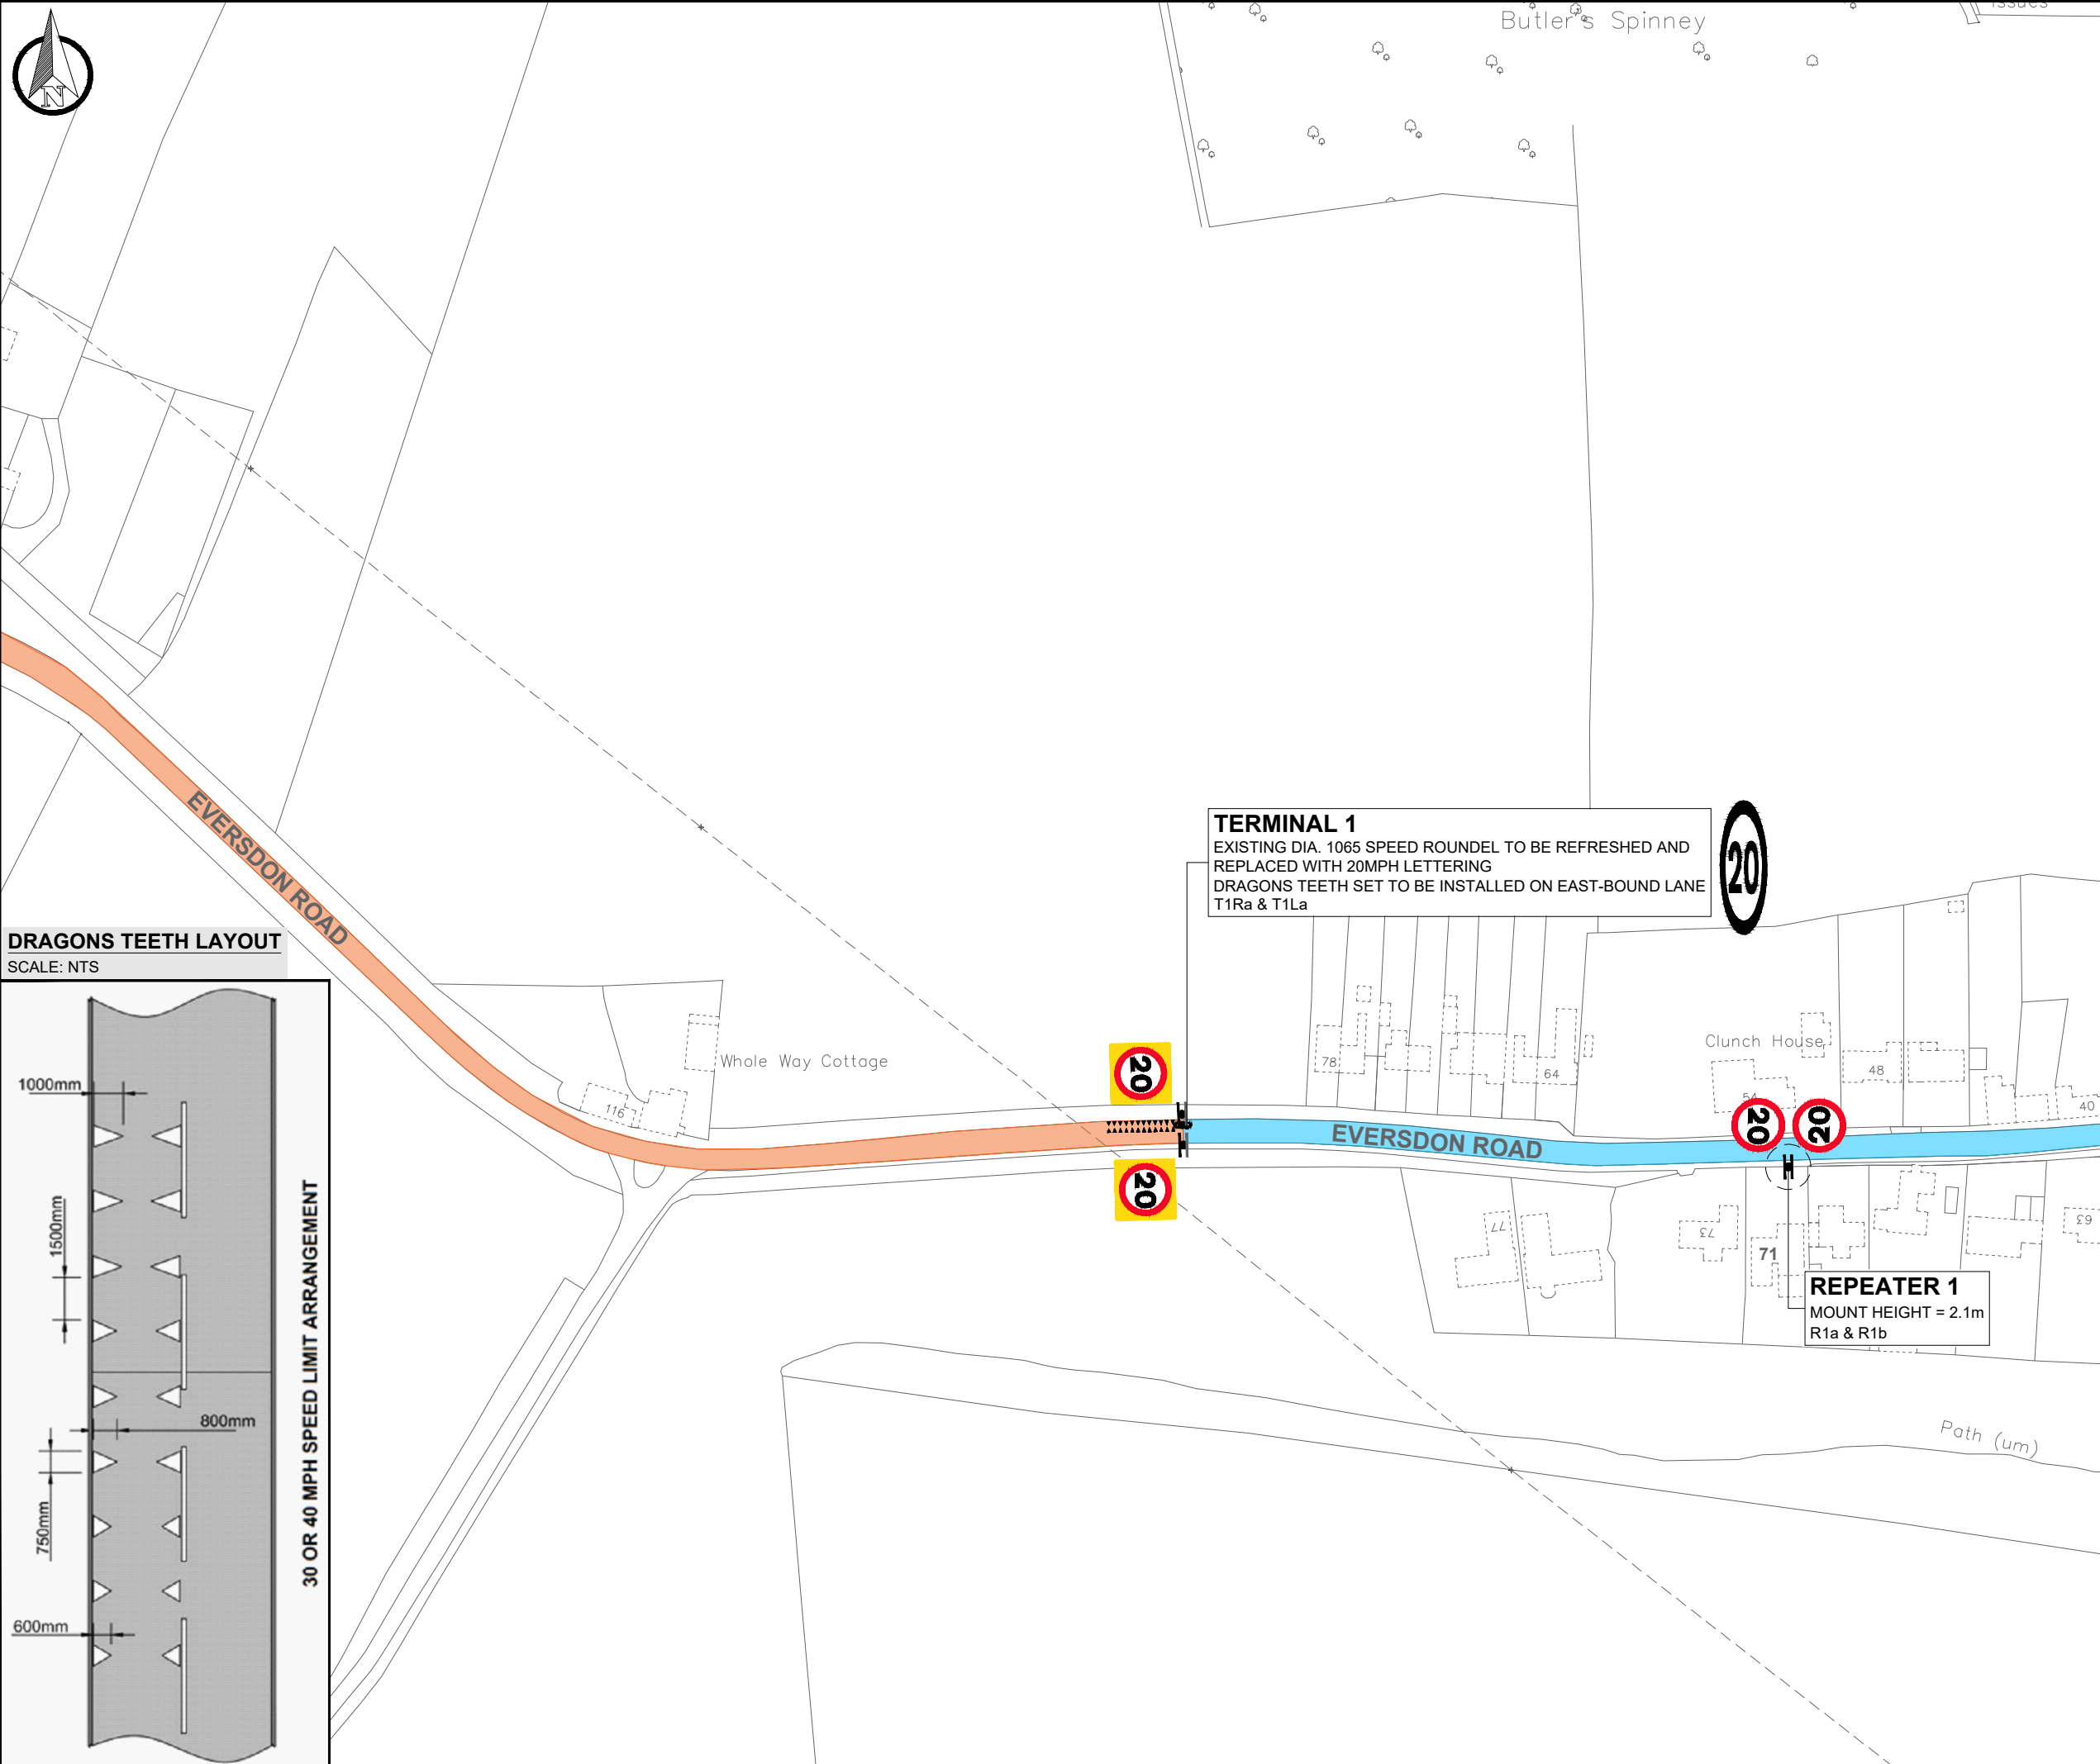 Butler's Spinney
Issues
N
EVERSDON ROAD
TERMINAL 1
EXISTING DIA. 1065 SPEED ROUNDEL TO BE REFRESHED AND
REPLACED WITH 20MPH LETTERING
DRAGONS TEETH SET TO BE INSTALLED ON EAST-BOUND LANE
T1Ra & T1La
20
DRAGONS TEETH LAYOUT
SCALE: NTS
1000mm
1500mm
800mm
750mm
600mm
30 OR 40 MPH SPEED LIMIT ARRANGEMENT
Whole Way Cottage
116
20
20
78
64
Clunch House
54
48
40
EVERSDON ROAD
20
20
77
73
71
63
REPEATER 1
MOUNT HEIGHT = 2.1m
R1a & R1b
Path (um)